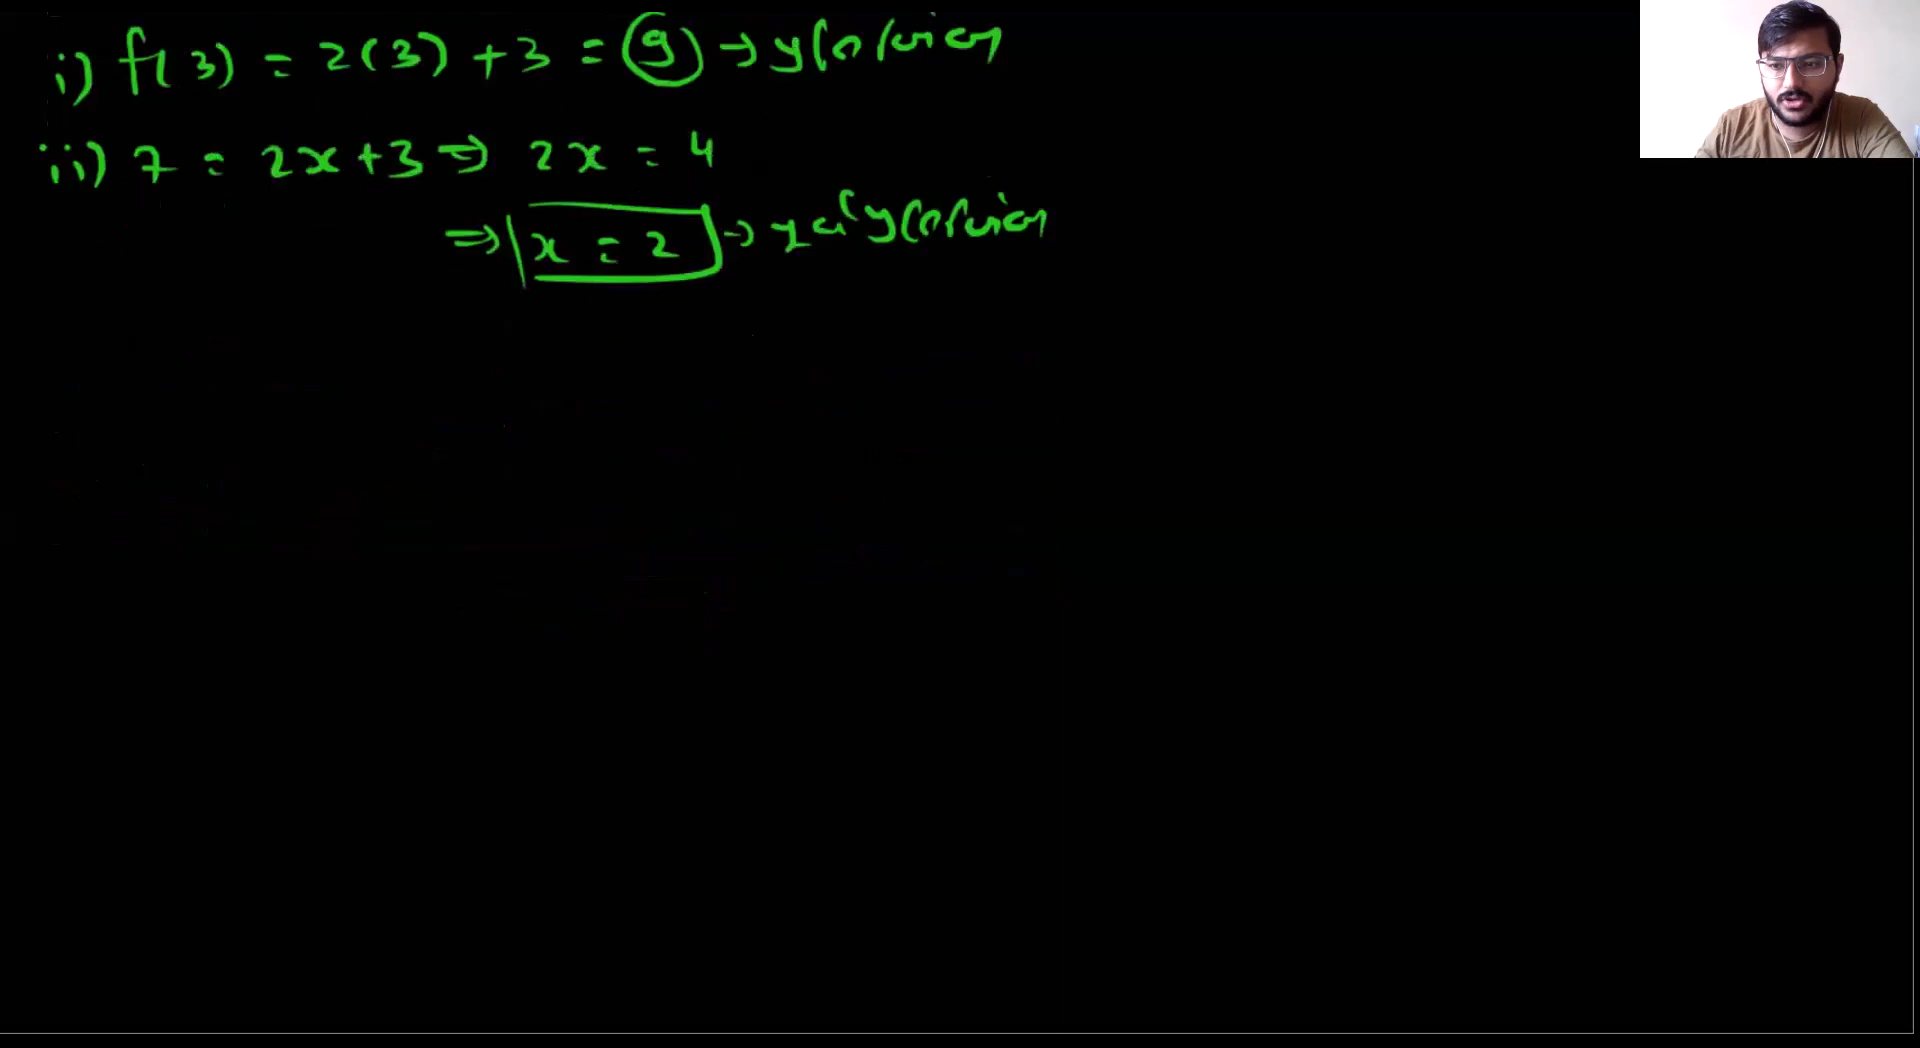 i) f(3) = 2(3) + 3 = 9 →
ii) 7 = 2x + 3 ⇒ 2x = 4
⇒ x = 2 →